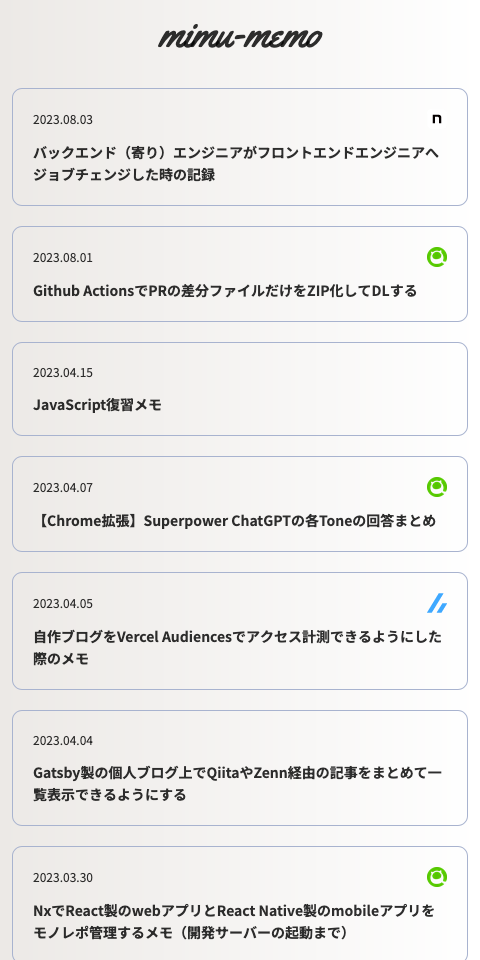 mimu-memo
2023.08.03
n
バックエンド（寄り）エンジニアがフロントエンドエンジニアへ
ジョブチェンジした時の記録
2023.08.01
Github ActionsでPRの差分ファイルだけをZIP化してDLする
2023.04.15
JavaScript復習メモ
2023.04.07
【Chrome拡張】Superpower ChatGPTの各Toneの回答まとめ
2023.04.05
自作ブログをVercel Audiencesでアクセス計測できるようにした
際のメモ
2023.04.04
Gatsby製の個人ブログ上でQiitaやZenn経由の記事をまとめて一
覧表示できるようにする
2023.03.30
NxでReact製のwebアプリとReact Native製のmobileアプリを
モノレポ管理するメモ（開発サーバーの起動まで）